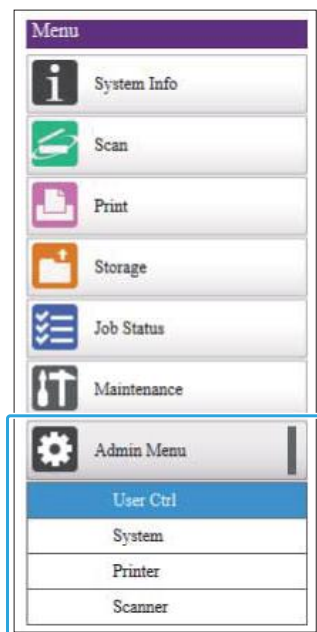 Menu
System Info
Scan
Print
Storage
Job Status
Maintenance
Admin Menu
User Ctrl
System
Printer
Scanner